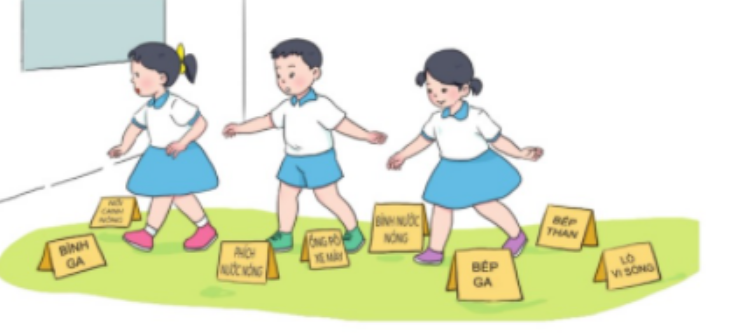 NỒI
CANH
NÓNG
BÌNH
GA
PHÍCH
NƯỚC NÓNG
ỐNG PÔ
XE MÁY
BÌNH NƯỚC
NÓNG
BẾP
GA
BẾP
THAN
LÒ
VI SÓNG